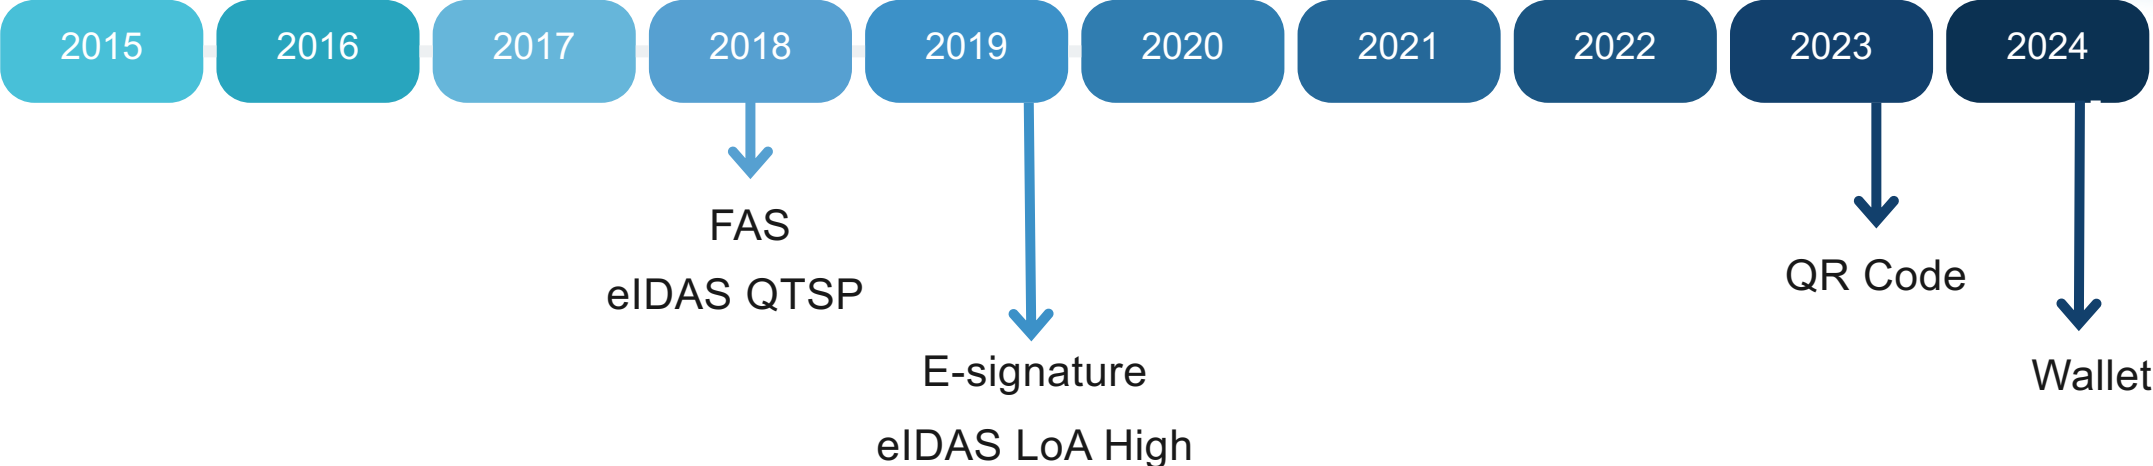 2015 2016 2017 2018 2019 2020 2021 2022 2023 2024
FAS
eIDAS QTSP
QR Code
E-signature
Wallet
eIDAS LoA High